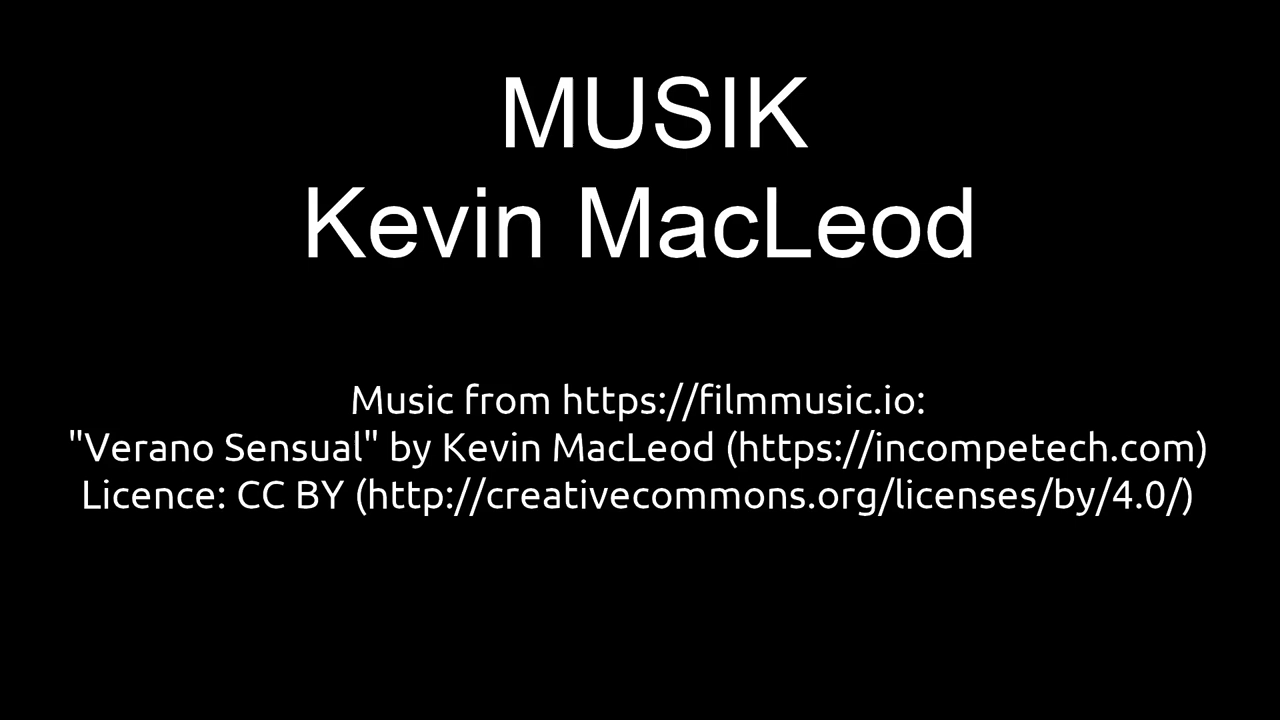 MUSIK
Kevin MacLeod
Music from https://filmmusic.io:
"Verano Sensual" by Kevin MacLeod (https://incompetech.com)
Licence: CC BY (http://creativecommons.org/licenses/by/4.0/)